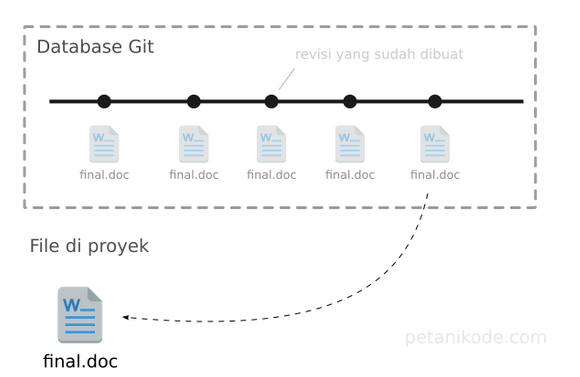 Database Git
revisi yang sudah dibuat
W
W
W
W
W
final.doc
final.doc
final.doc
final.doc
final.doc
File di proyek
W
final.doc
petanikode.com